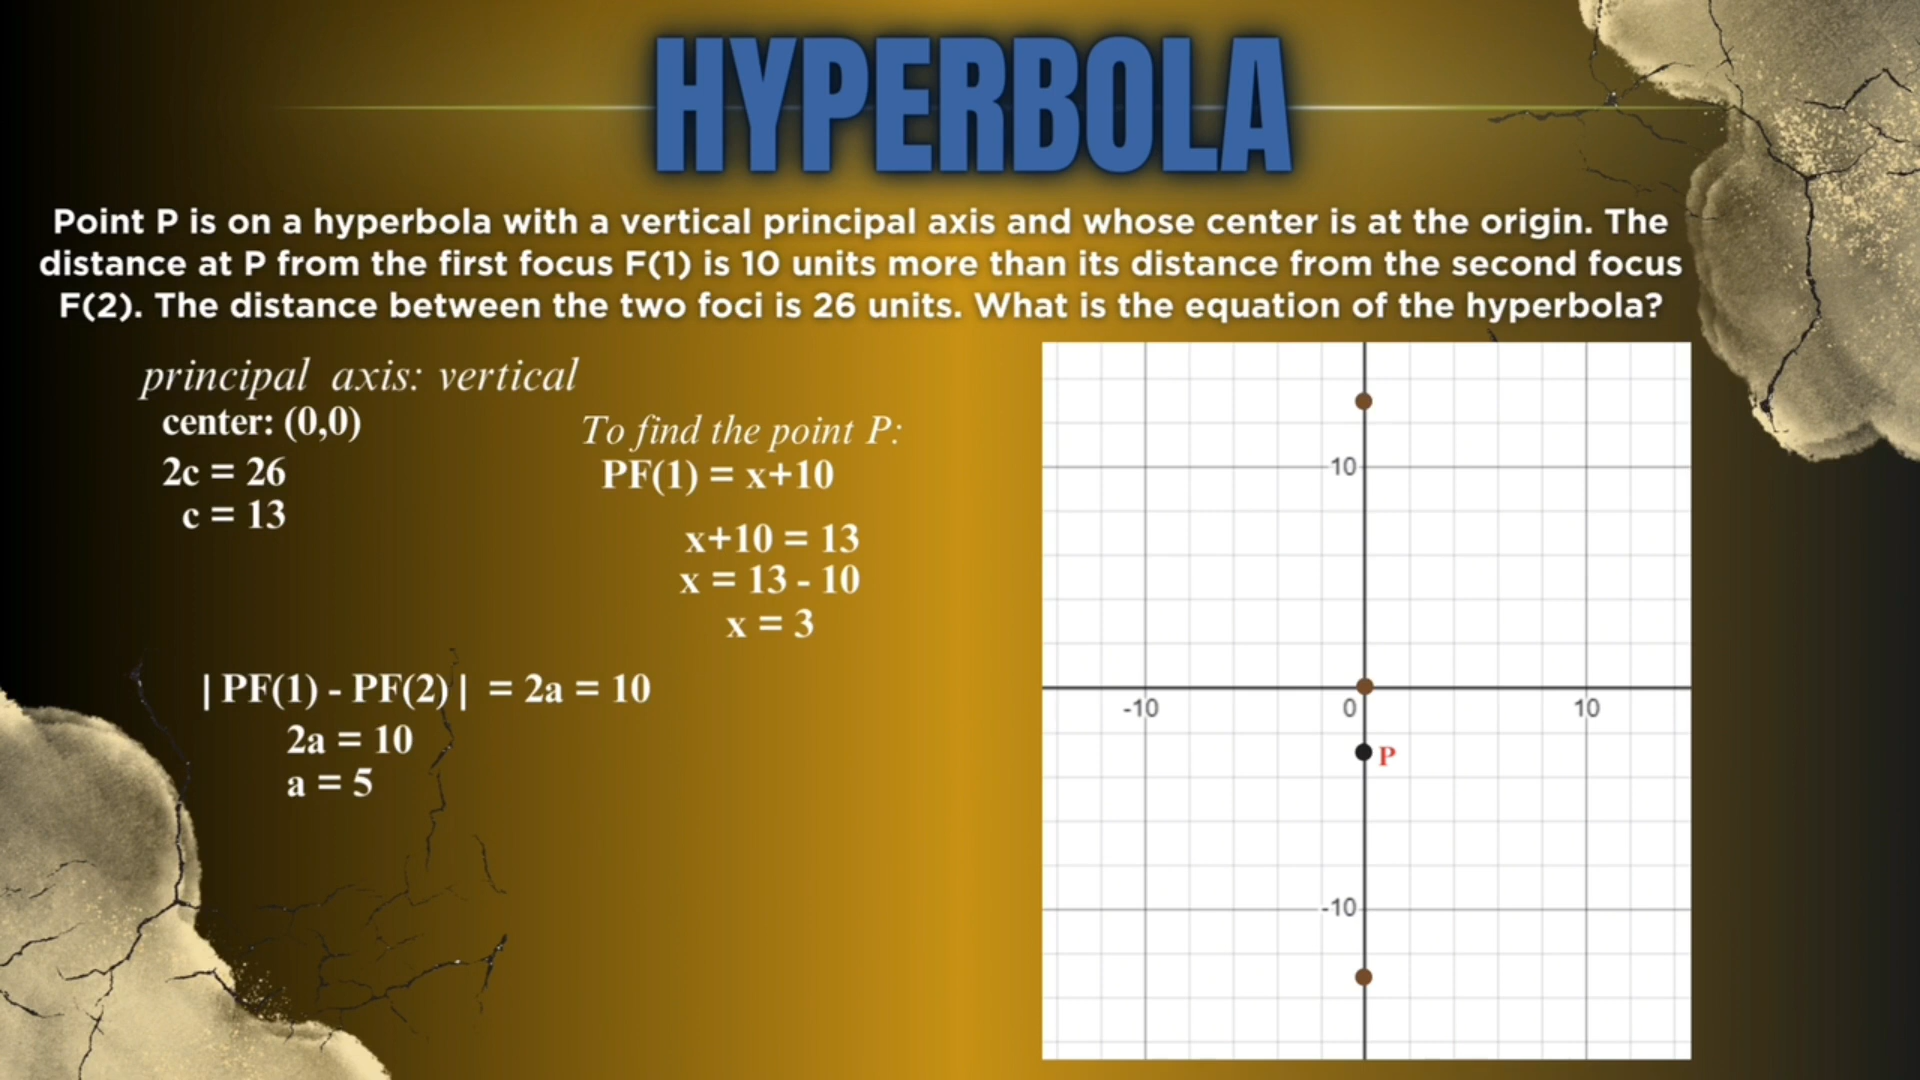 HYPERBOLA
Point P is on a hyperbola with a vertical principal axis and whose center is at the origin. The
distance at P from the first focus F(1) is 10 units more than its distance from the second focus
F(2). The distance between the two foci is 26 units. What is the equation of the hyperbola?
principal axis: vertical
center: (0,0)
2c = 26
c = 13
To find the point P:
PF(1) = x+10
x+10 = 13
x = 13 - 10
x = 3
| PF(1) - PF(2) | = 2a = 10
2a = 10
a = 5
10
-10 0 10
P
-10